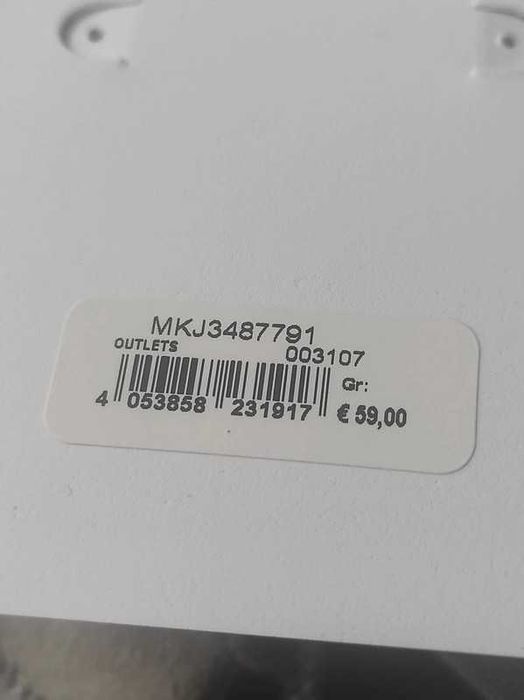 MKJ3487791
OUTLETS 003107
Gr:
4 053858 231917 € 59,00